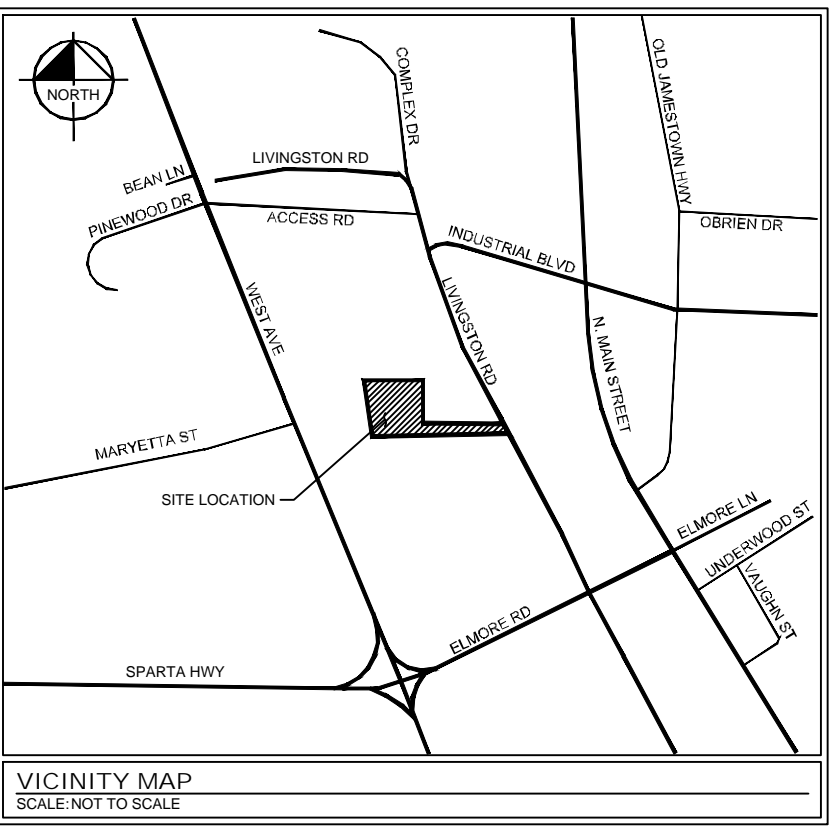 NORTH
COMPLEX DR
OLD JAMESTOWN HWY
LIVINGSTON RD
BEAN LN
PINEWOOD DR
ACCESS RD
OBRIEN DR
INDUSTRIAL BLVD
WEST AVE
LIVINGSTON RD
N. MAIN STREET
MARYETTA ST
SITE LOCATION
ELMORE LN
UNDERWOOD ST
VAUGHN ST
ELMORE RD
SPARTA HWY
VICINITY MAP
SCALE: NOT TO SCALE